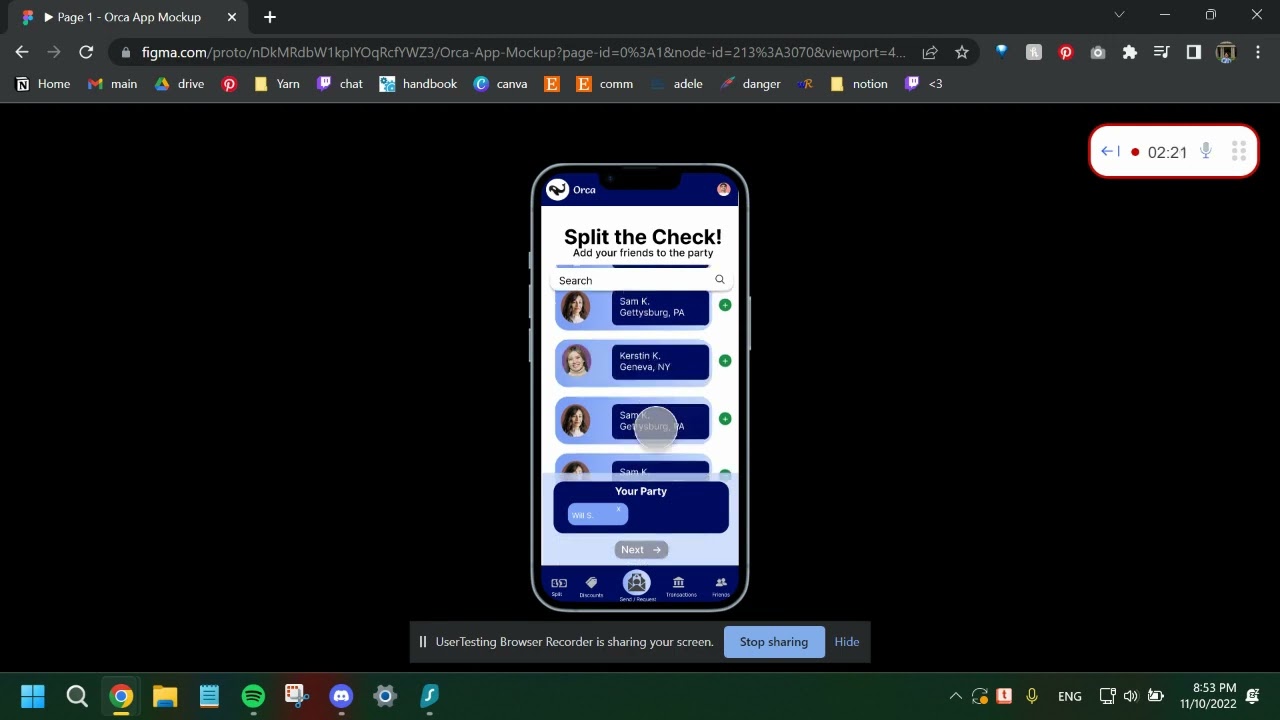 Page 1 - Orca App Mockup
figma.com/proto/nDkMRdbW1kpIYOqRcfYWZ3/Orca-App-Mockup?page-id=0%3A1&node-id=213%3A3070&viewport=4...
Home main drive Yarn chat handbook canva comm adele danger notion <3
02:21
Orca
Split the Check!
Add your friends to the party
Search
Sam K.
Gettysburg, PA
Kerstin K.
Geneva, NY
Sam K.
Gettysburg, PA
Sam K.
Your Party
Will S. x
Next
Split Discounts Send / Request Transactions Friends
UserTesting Browser Recorder is sharing your screen. Stop sharing Hide
ENG
8:53 PM
11/10/2022